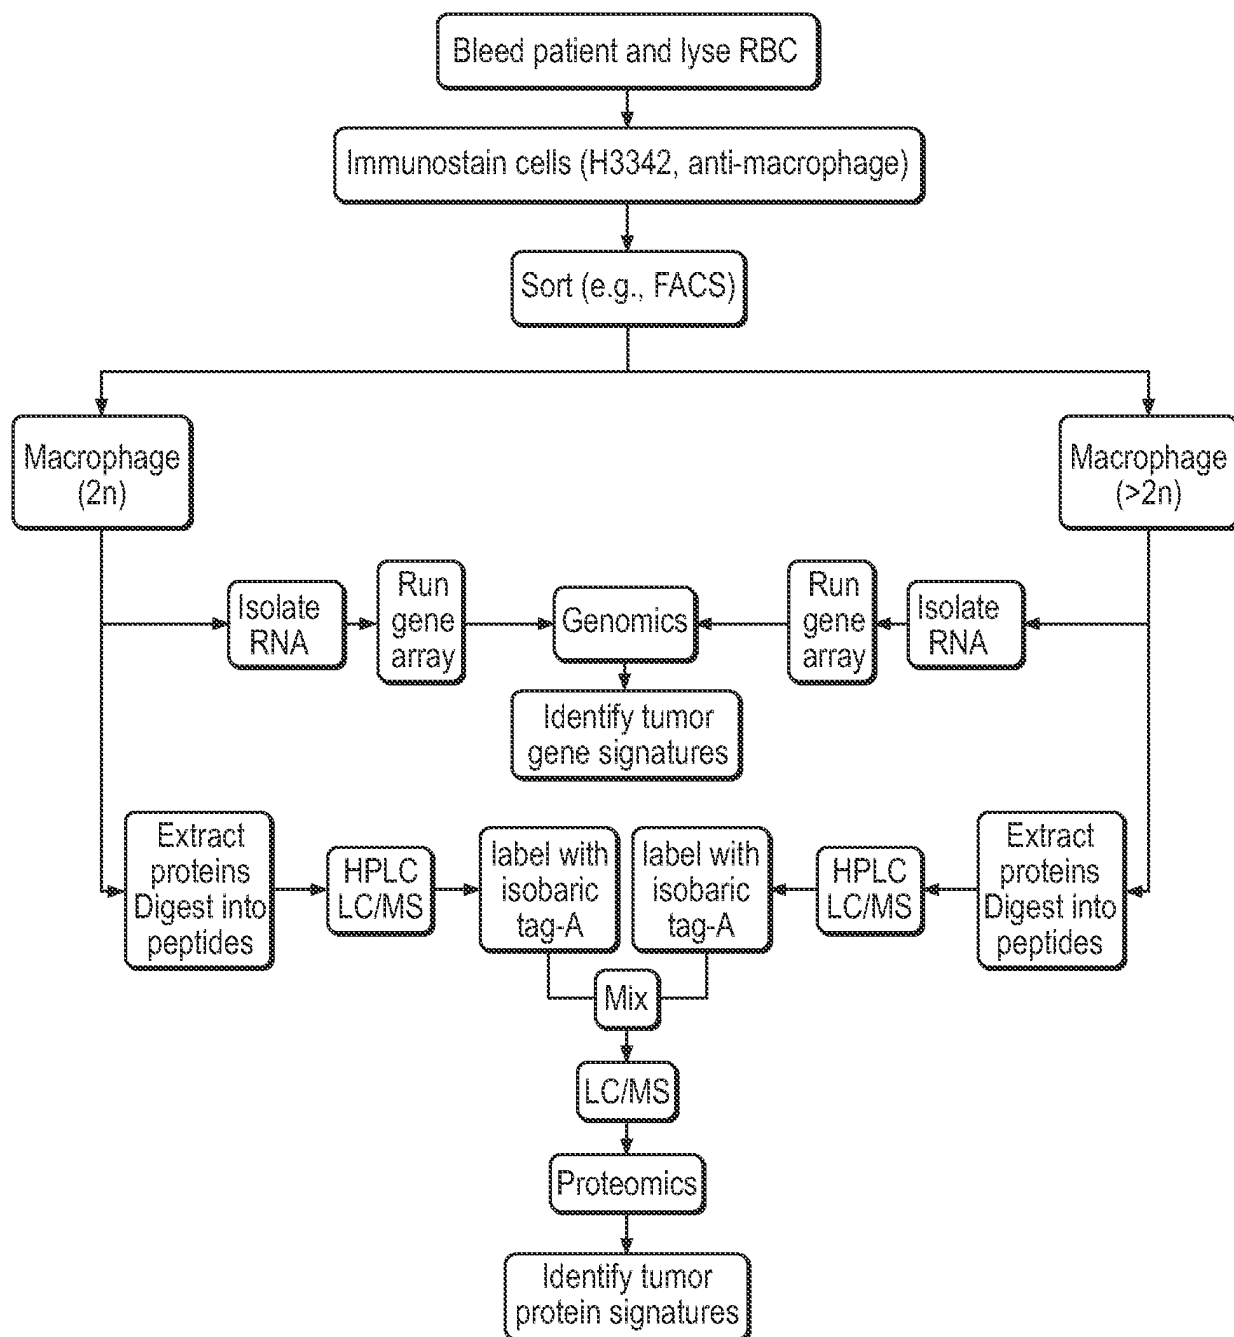 Bleed patient and lyse RBC
Immunostain cells (H3342, anti-macrophage)
Sort (e.g., FACS)
Macrophage
(2n)
Macrophage
(>2n)
Isolate
RNA
Run
gene
array
Genomics
Run
gene
array
Isolate
RNA
Identify tumor
gene signatures
Extract
proteins
Digest into
peptides
HPLC
LC/MS
label with
isobaric
tag-A
label with
isobaric
tag-A
HPLC
LC/MS
Extract
proteins
Digest into
peptides
Mix
LC/MS
Proteomics
Identify tumor
protein signatures